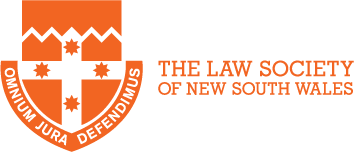 OMNIUM JURA DEFENDIMUS
THE LAW SOCIETY
OF NEW SOUTH WALES